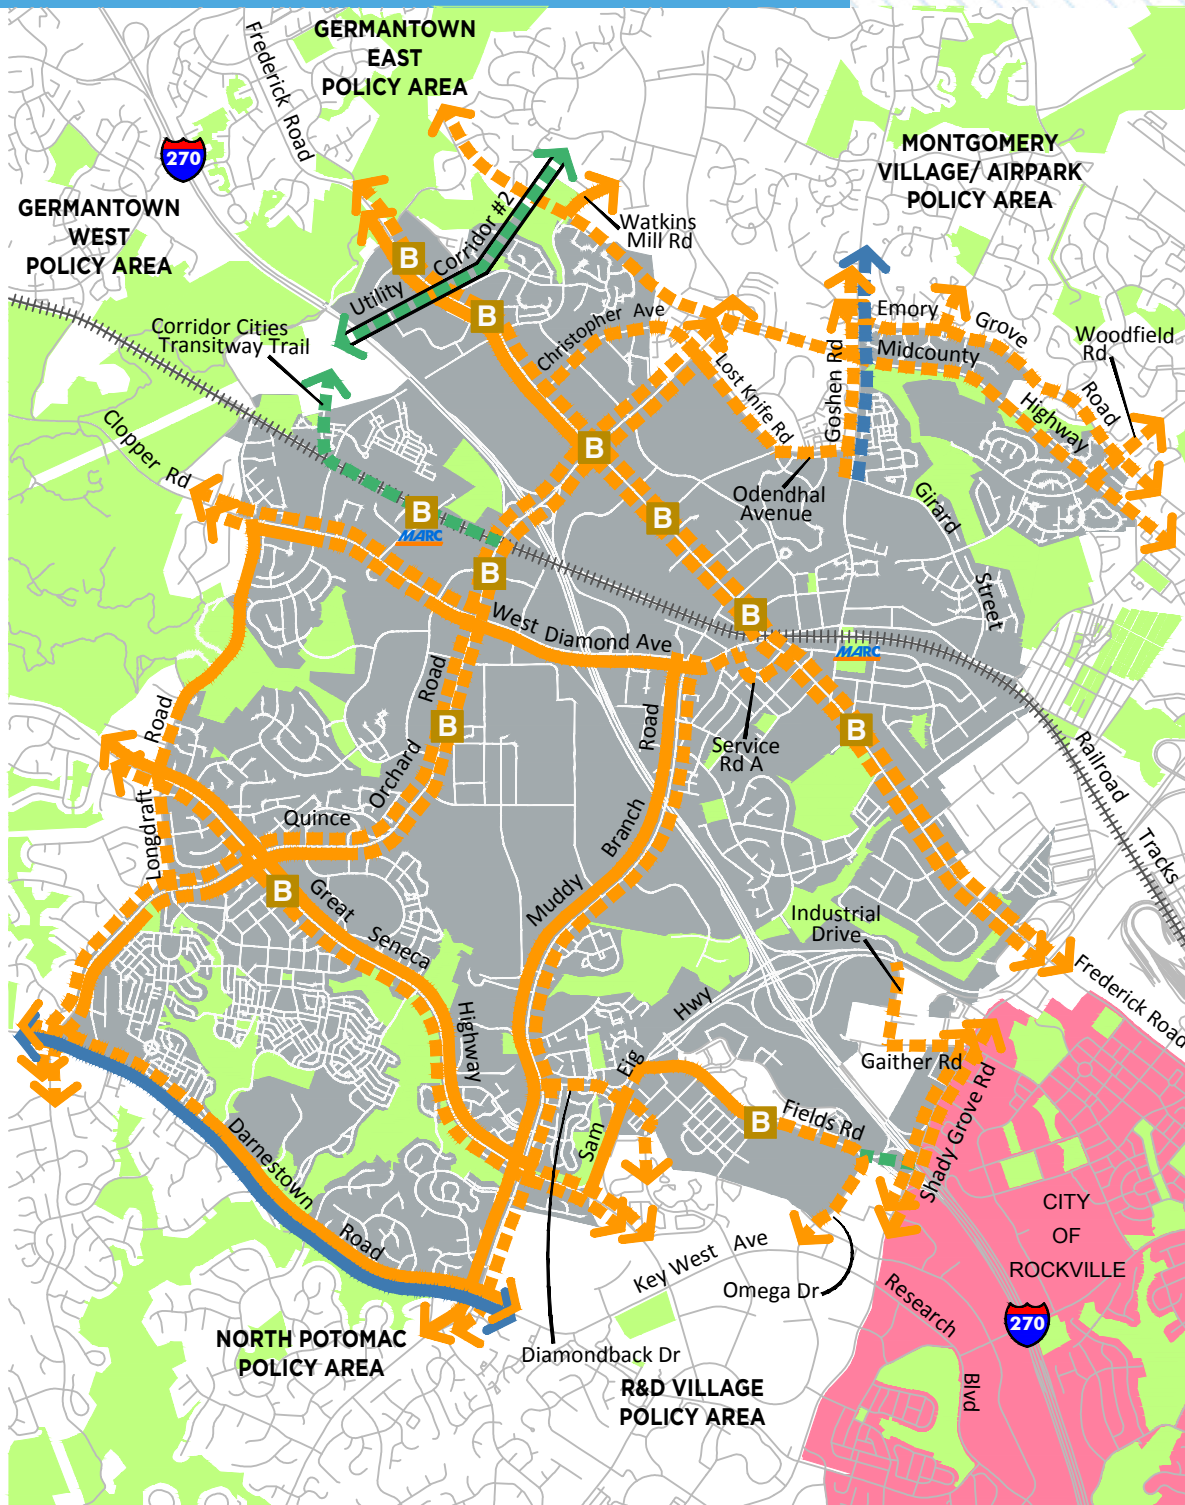 GERMANTOWN
EAST
POLICY AREA
Frederick Road
270
MONTGOMERY
VILLAGE/ AIRPARK
POLICY AREA
GERMANTOWN
WEST
POLICY AREA
Watkins
Mill Rd
Utility Corridor #2
B
B
Corridor Cities
Transitway Trail
Christopher Ave
Emory Grove Road
Woodfield
Rd
Midcounty Highway
Goshen Rd
Lost Knife Rd
Clopper Rd
B
Odendhal
Avenue
Girard Street
B
MARC
B
B
B
West Diamond Ave
MARC
Road
Road
Road
B
B
Service
Rd A
Railroad Tracks
Orchard
Quince
Longdraft
Branch
Muddy
B
Great Seneca Highway
Industrial
Drive
Frederick Road
Hwy
Eig
Sam
Gaither Rd
Shady Grove Rd
B
Fields Rd
Darnestown Road
CITY
OF
ROCKVILLE
Key West Ave
Omega Dr
Research Blvd
270
NORTH POTOMAC
POLICY AREA
Diamondback Dr
R&D VILLAGE
POLICY AREA